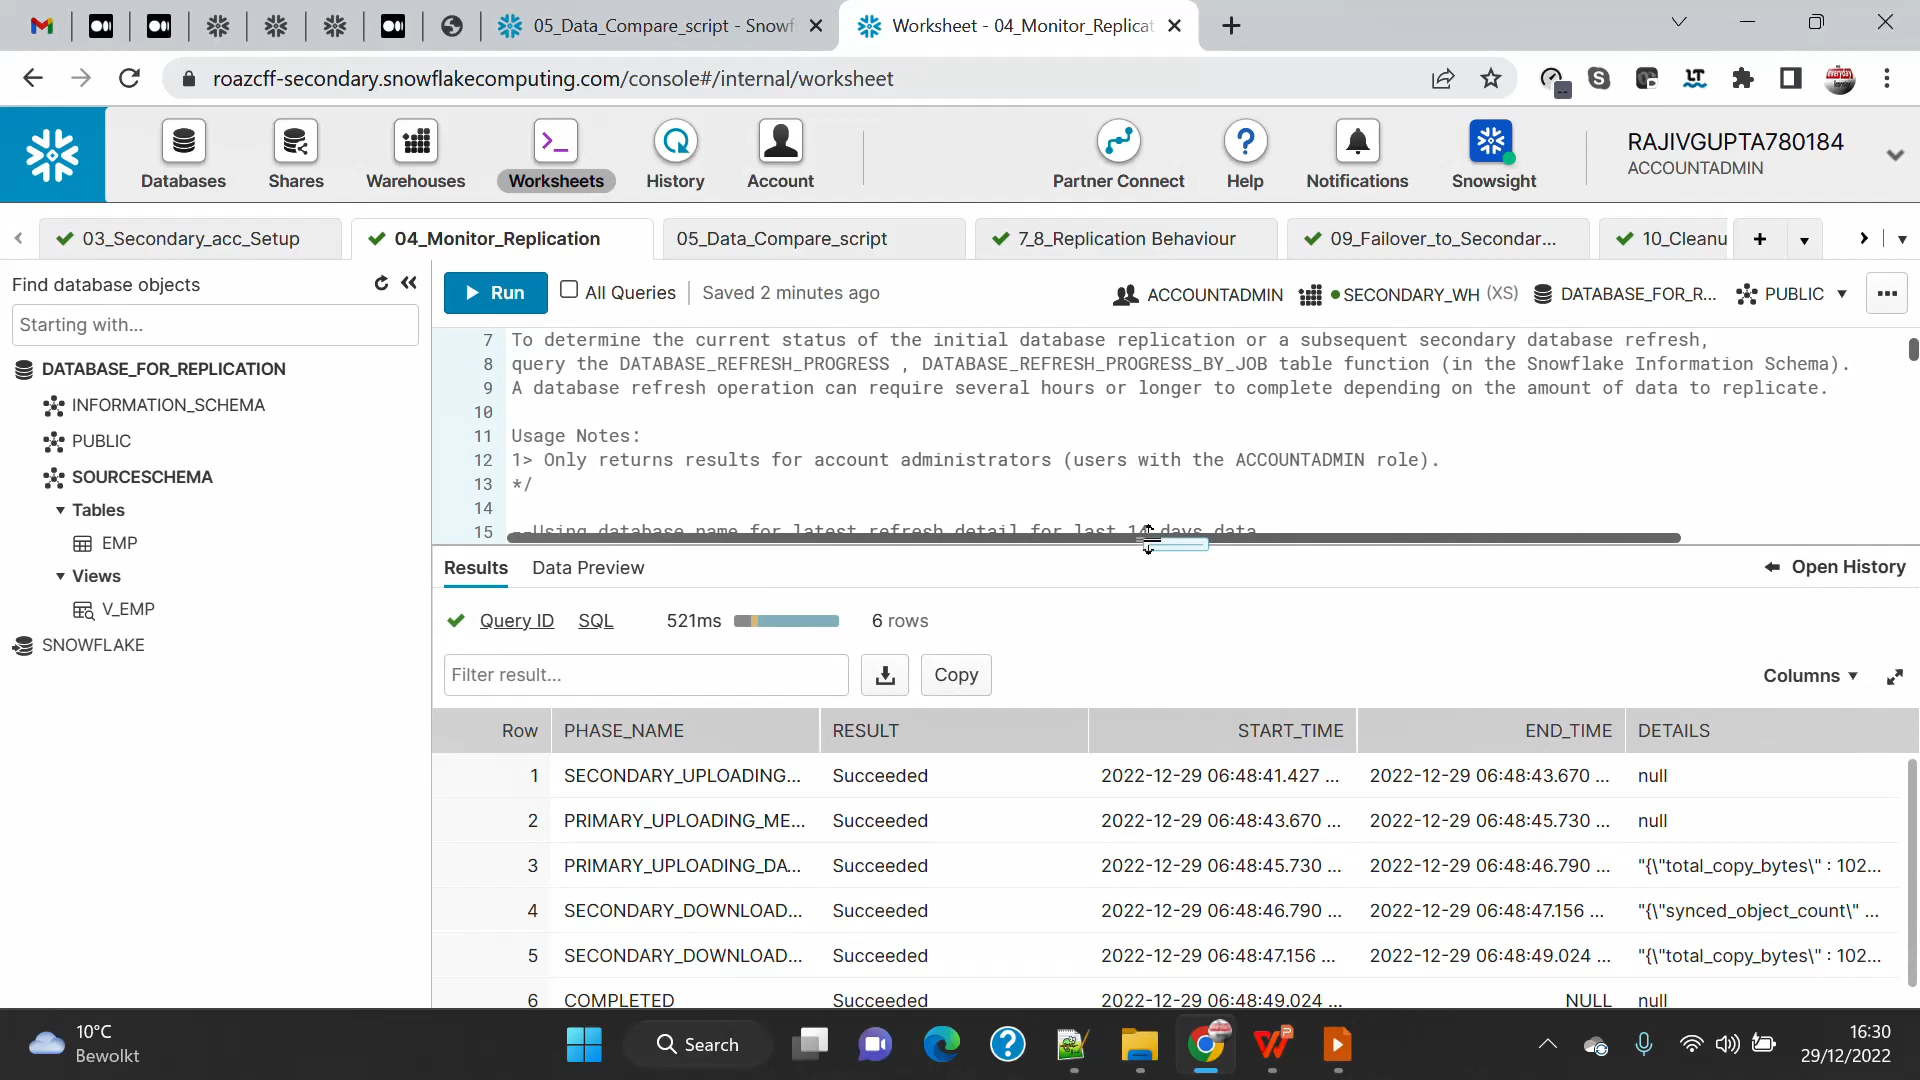 05_Data_Compare_script - Snowf
Worksheet - 04_Monitor_Replicat
roazcff-secondary.snowflakecomputing.com/console#/internal/worksheet
Databases
Shares
Warehouses
Worksheets
History
Account
Partner Connect
Help
Notifications
Snowsight
RAJIVGUPTA780184
ACCOUNTADMIN
03_Secondary_acc_Setup
04_Monitor_Replication
05_Data_Compare_script
7_8_Replication Behaviour
09_Failover_to_Secondar...
10_Cleanu
Find database objects
Starting with...
DATABASE_FOR_REPLICATION
INFORMATION_SCHEMA
PUBLIC
SOURCESCHEMA
Tables
EMP
Views
V_EMP
SNOWFLAKE
Run
All Queries
Saved 2 minutes ago
ACCOUNTADMIN
SECONDARY_WH (XS)
DATABASE_FOR_R...
PUBLIC
7 To determine the current status of the initial database replication or a subsequent secondary database refresh,
8 query the DATABASE_REFRESH_PROGRESS , DATABASE_REFRESH_PROGRESS_BY_JOB table function (in the Snowflake Information Schema).
9 A database refresh operation can require several hours or longer to complete depending on the amount of data to replicate.
10
11 Usage Notes:
12 1> Only returns results for account administrators (users with the ACCOUNTADMIN role).
13 */
14
15 --Using database name for latest refresh detail for last 14 days data
Results
Data Preview
Open History
Query ID SQL 521ms 6 rows
Filter result...
Copy
Columns
Row PHASE_NAME RESULT START_TIME END_TIME DETAILS
1 SECONDARY_UPLOADING... Succeeded 2022-12-29 06:48:41.427 ... 2022-12-29 06:48:43.670 ... null
2 PRIMARY_UPLOADING_ME... Succeeded 2022-12-29 06:48:43.670 ... 2022-12-29 06:48:45.730 ... null
3 PRIMARY_UPLOADING_DA... Succeeded 2022-12-29 06:48:45.730 ... 2022-12-29 06:48:46.790 ... "{\"total_copy_bytes\" : 102...
4 SECONDARY_DOWNLOAD... Succeeded 2022-12-29 06:48:46.790 ... 2022-12-29 06:48:47.156 ... "{\"synced_object_count\" ...
5 SECONDARY_DOWNLOAD... Succeeded 2022-12-29 06:48:47.156 ... 2022-12-29 06:48:49.024 ... "{\"total_copy_bytes\" : 102...
6 COMPLETED Succeeded 2022-12-29 06:48:49.024 ... NULL null
10°C
Bewolkt
Search
16:30
29/12/2022